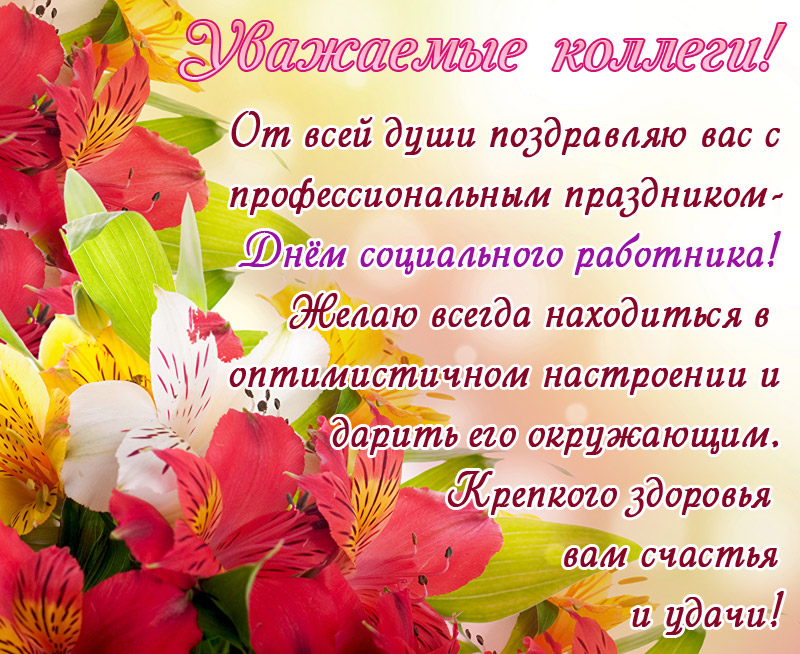 Уважаемые коллеги!
От всей души поздравляю вас с
профессиональным праздником-
Днём социального работника!
Желаю всегда находиться в
оптимистичном настроении и
дарить его окружающим.
Крепкого здоровья
вам счастья
и удачи!